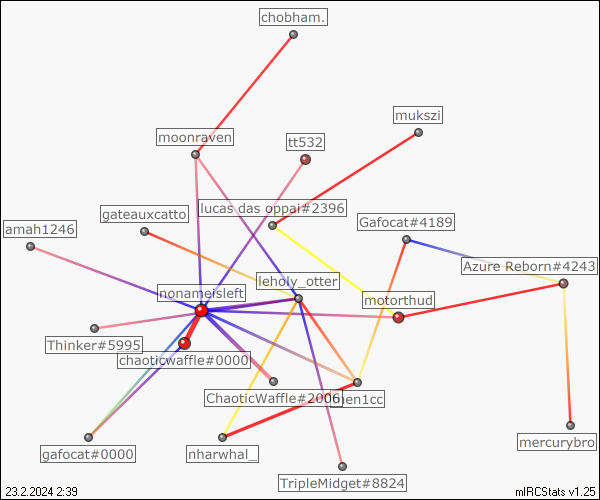 chobham.
mukszi
moonraven
tt532
lucas das oppai#2396
gateauxcatto
Gafocat#4189
amah1246
Azure Reborn#4243
leholy_otter
nonameisleft
motorthud
Thinker#5995
chaoticwaffle#0000
ChaoticWaffle#2006
mercurybro
gafocat#0000
nharwhal_
TripleMidget#8824
23.2.2024 2:39
mIRCStats v1.25